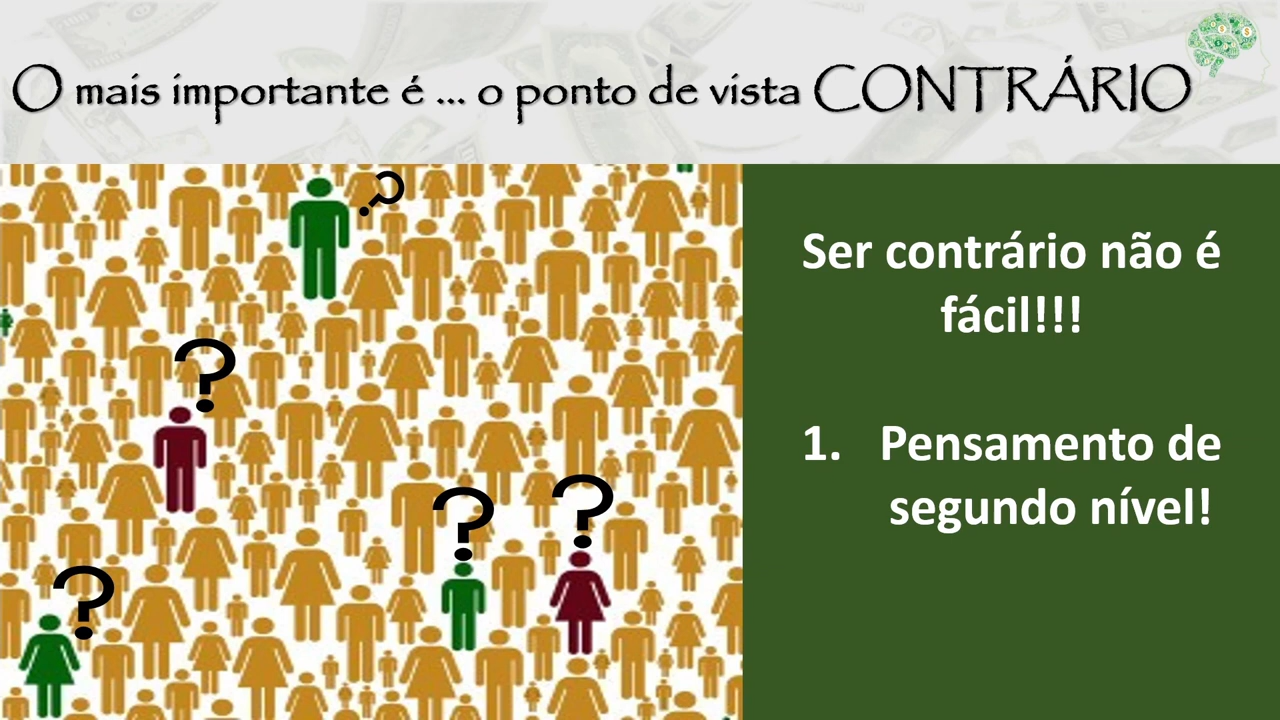 O mais importante é ... o ponto de vista CONTRÁRIO
?
?
?
?
?
Ser contrário não é
fácil!!!
1. Pensamento de
segundo nível!